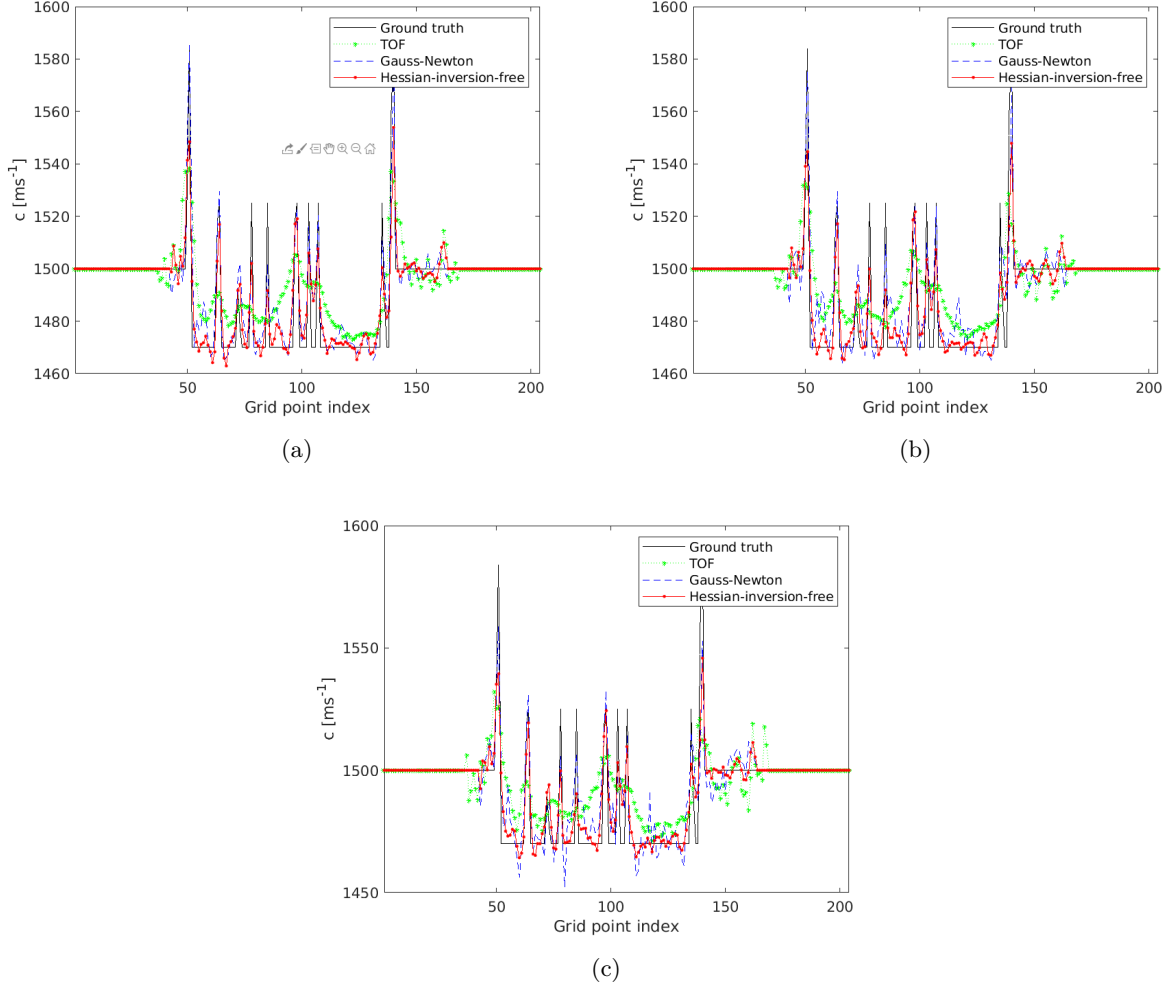 1600
1580
1560
1540
1520
1500
1480
1460
c [ms⁻¹]
50
100
150
200
Grid point index
Ground truth
TOF
Gauss-Newton
Hessian-inversion-free
(a)
1600
1580
1560
1540
1520
1500
1480
1460
c [ms⁻¹]
50
100
150
200
Grid point index
Ground truth
TOF
Gauss-Newton
Hessian-inversion-free
(b)
1600
1550
1500
1450
c [ms⁻¹]
50
100
150
200
Grid point index
Ground truth
TOF
Gauss-Newton
Hessian-inversion-free
(c)